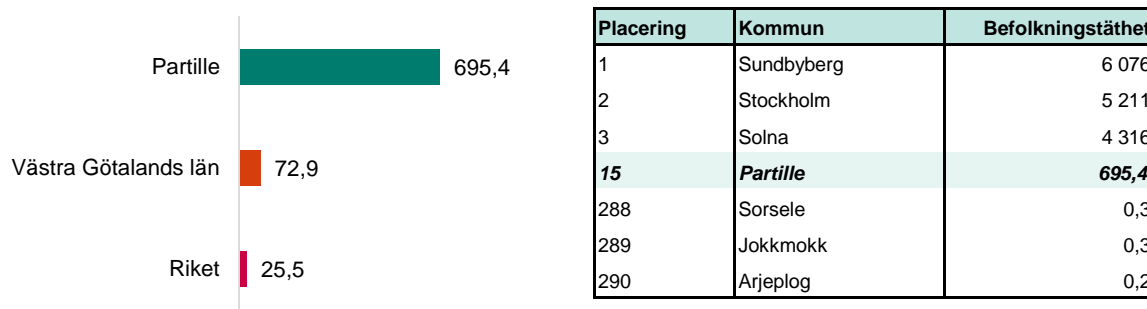 Partille 695,4
Västra Götalands län 72,9
Riket 25,5
Placering Kommun Befolkningstäthet
1 Sundbyberg 6 076
2 Stockholm 5 211
3 Solna 4 316
15 Partille 695,4
288 Sorsele 0,3
289 Jokkmokk 0,3
290 Arjeplog 0,2